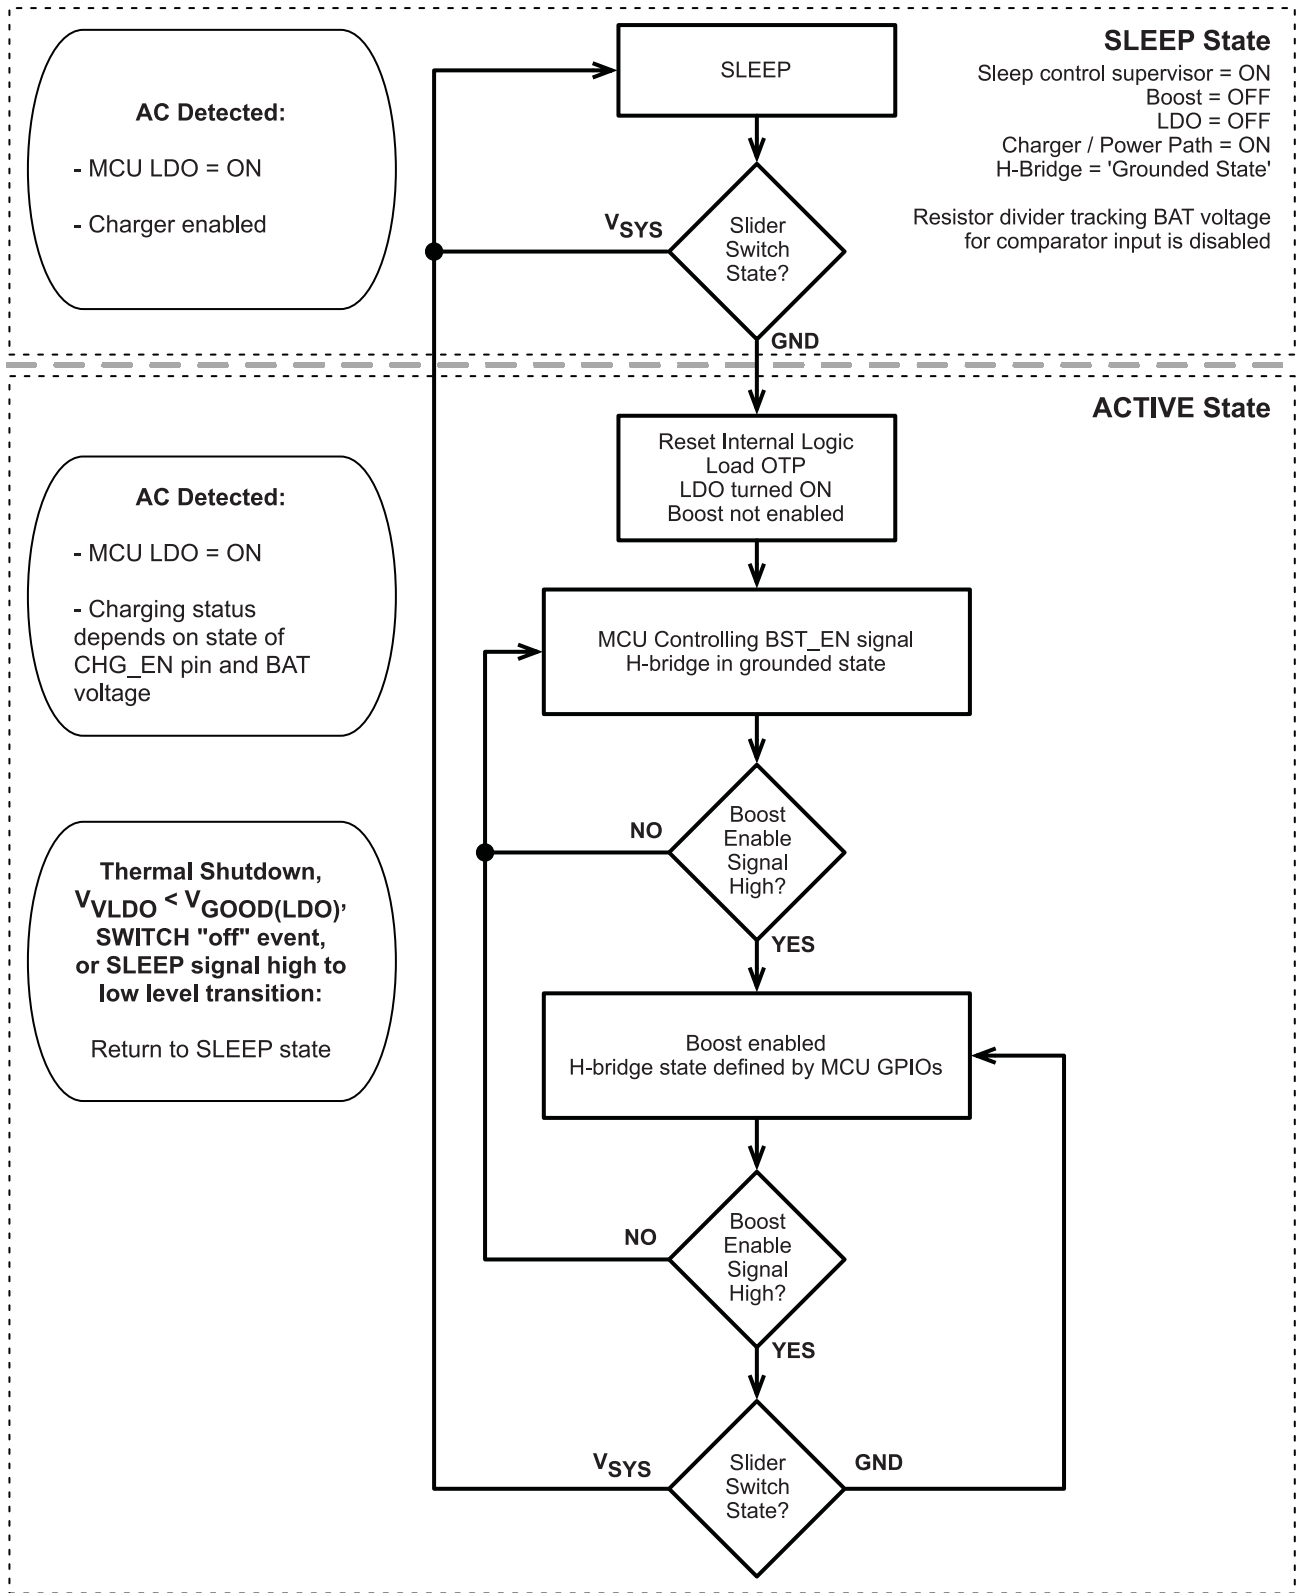 SLEEP State
Sleep control supervisor = ON
Boost = OFF
LDO = OFF
Charger / Power Path = ON
H-Bridge = 'Grounded State'
Resistor divider tracking BAT voltage
for comparator input is disabled
AC Detected:
- MCU LDO = ON
- Charger enabled
SLEEP
Slider
Switch
State?
VSYS
GND
ACTIVE State
Reset Internal Logic
Load OTP
LDO turned ON
Boost not enabled
AC Detected:
- MCU LDO = ON
- Charging status
depends on state of
CHG_EN pin and BAT
voltage
MCU Controlling BST_EN signal
H-bridge in grounded state
Boost
Enable
Signal
High?
NO
YES
Thermal Shutdown,
VVLDO < VGOOD(LDO),
SWITCH "off" event,
or SLEEP signal high to
low level transition:
Return to SLEEP state
Boost enabled
H-bridge state defined by MCU GPIOs
Boost
Enable
Signal
High?
NO
YES
Slider
Switch
State?
VSYS
GND